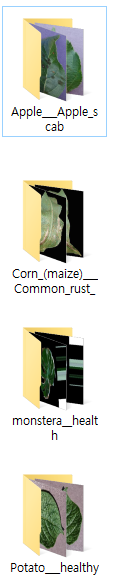 Apple___Apple_s
cab
Corn_(maize)___
Common_rust_
monstera__healt
h
Potato___healthy